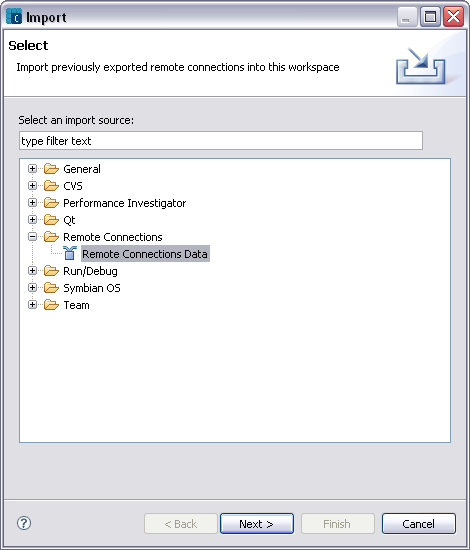 Import
Select
Import previously exported remote connections into this workspace
Select an import source:
type filter text
General
CVS
Performance Investigator
Qt
Remote Connections
Remote Connections Data
Run/Debug
Symbian OS
Team
< Back
Next >
Finish
Cancel